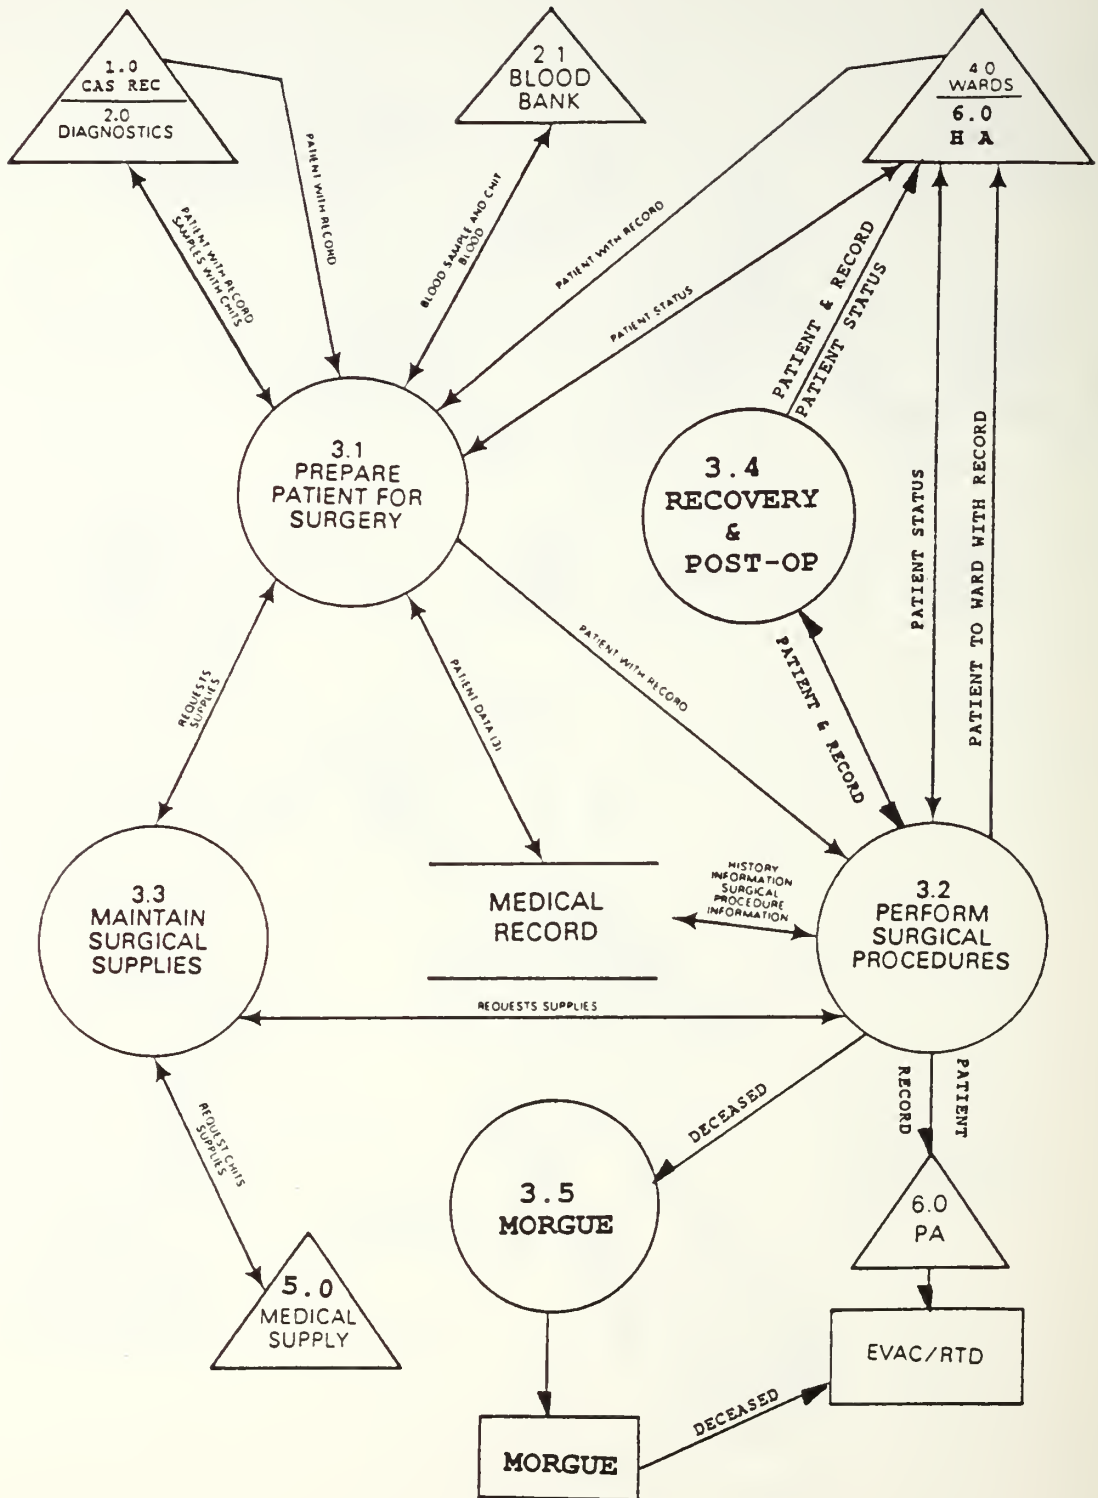 1.0
CAS REC
2.0
DIAGNOSTICS
2 1
BLOOD
BANK
4 0
WARDS
6.0
H A
PATIENT WITH RECORD
PATIENT WITH RECORD
SAMPLES WITH CHITS
BLOOD SAMPLE AND CHIT
BLOOD
PATIENT WITH RECORD
PATIENT STATUS
PATIENT & RECORD
PATIENT STATUS
PATIENT STATUS
PATIENT TO WARD WITH RECORD
3.1
PREPARE
PATIENT FOR
SURGERY
3.4
RECOVERY
&
POST-OP
REQUESTS
SUPPLIES
PATIENT DATA (3)
PATIENT WITH RECORD
PATIENT & RECORD
3.3
MAINTAIN
SURGICAL
SUPPLIES
MEDICAL
RECORD
HISTORY
INFORMATION
SURGICAL
PROCEDURE
INFORMATION
3.2
PERFORM
SURGICAL
PROCEDURES
REQUESTS SUPPLIES
REQUEST CHITS
SUPPLIES
DECEASED
RECORD
PATIENT
3.5
MORGUE
6.0
PA
5.0
MEDICAL
SUPPLY
EVAC/RTD
DECEASED
MORGUE